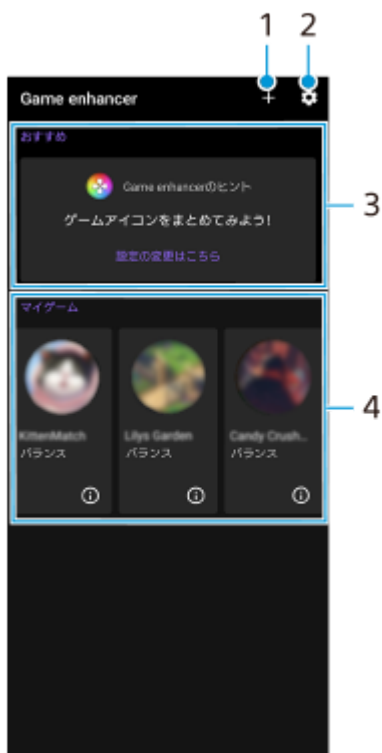 1 2
Game enhancer +
おすすめ
Game enhancerのヒント
ゲームアイコンをまとめてみよう!
設定の変更はこちら
3
マイゲーム
KittenMatch Lilys Garden Candy Crush...
バランス バランス バランス
4